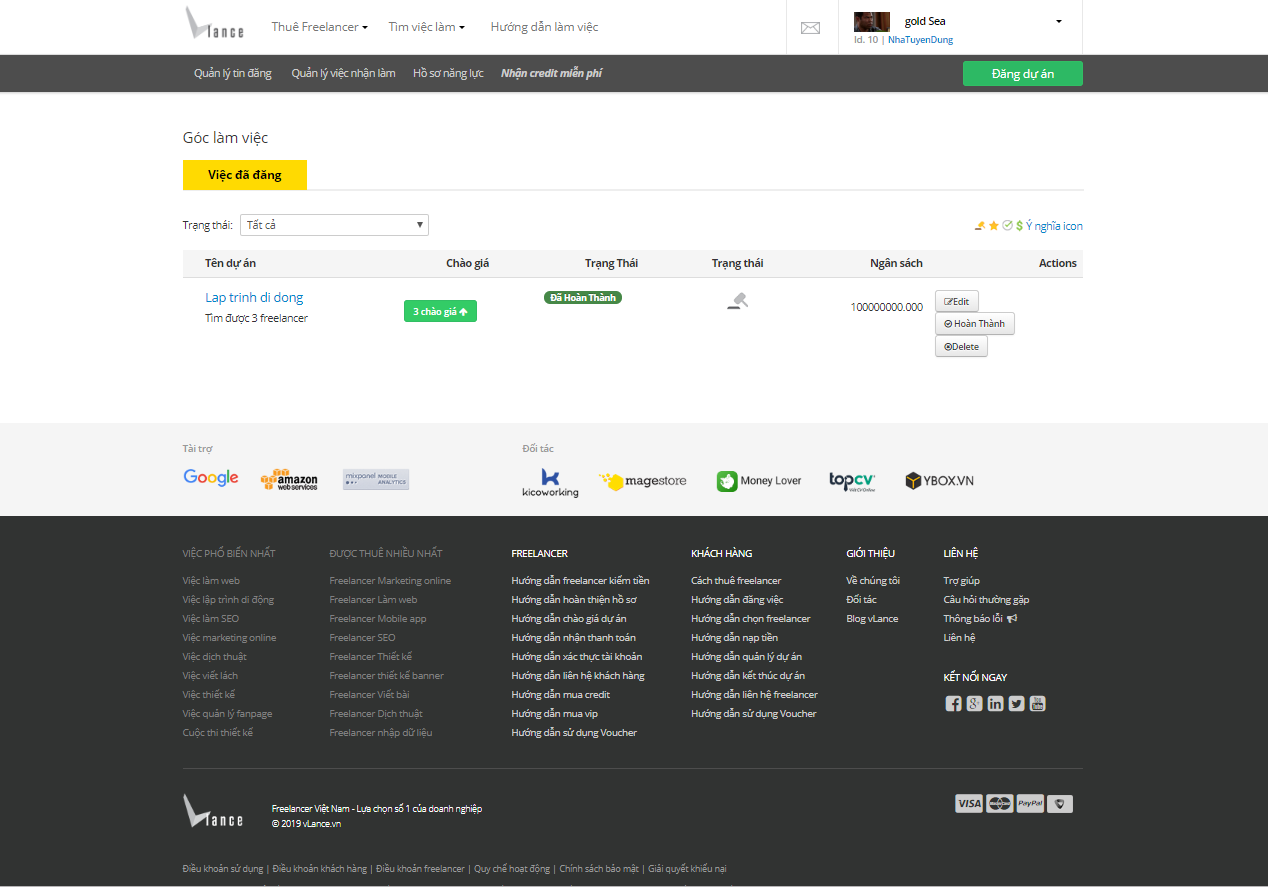 Vlance
Thuê Freelancer
Tìm việc làm
Hướng dẫn làm việc
gold Sea
Id. 10 | NhaTuyenDung
Quản lý tin đăng
Quản lý việc nhận làm
Hồ sơ năng lực
Nhận credit miễn phí
Đăng dự án
Góc làm việc
Việc đã đăng
Trạng thái: Tất cả
$ Ý nghĩa icon
Tên dự án
Chào giá
Trạng Thái
Trạng thái
Ngân sách
Actions
Lap trinh di dong
Tìm được 3 freelancer
3 chào giá
Đã Hoàn Thành
100000000.000
Edit
Hoàn Thành
Delete
Tài trợ
Google
amazon
web services
mixpanel MOBILE
ANALYTICS
Đối tác
kicoworking
magestore
Money Lover
topcv
YBOX.VN
VIỆC PHỔ BIẾN NHẤT
Việc làm web
Việc lập trình di động
Việc làm SEO
Việc marketing online
Việc dịch thuật
Việc viết lách
Việc thiết kế
Việc quản lý fanpage
Cuộc thi thiết kế
ĐƯỢC THUÊ NHIỀU NHẤT
Freelancer Marketing online
Freelancer Làm web
Freelancer Mobile app
Freelancer SEO
Freelancer Thiết kế
Freelancer thiết kế banner
Freelancer Viết bài
Freelancer Dịch thuật
Freelancer nhập dữ liệu
FREELANCER
Hướng dẫn freelancer kiếm tiền
Hướng dẫn hoàn thiện hồ sơ
Hướng dẫn chào giá dự án
Hướng dẫn nhận thanh toán
Hướng dẫn xác thực tài khoản
Hướng dẫn liên hệ khách hàng
Hướng dẫn mua credit
Hướng dẫn mua vip
Hướng dẫn sử dụng Voucher
KHÁCH HÀNG
Cách thuê freelancer
Hướng dẫn đăng việc
Hướng dẫn chọn freelancer
Hướng dẫn nạp tiền
Hướng dẫn quản lý dự án
Hướng dẫn kết thúc dự án
Hướng dẫn liên hệ freelancer
Hướng dẫn sử dụng Voucher
GIỚI THIỆU
Về chúng tôi
Đối tác
Blog vLance
LIÊN HỆ
Trợ giúp
Câu hỏi thường gặp
Thông báo lỗi
Liên hệ
KẾT NỐI NGAY
Vlance
Freelancer Việt Nam - Lựa chọn số 1 của doanh nghiệp
© 2019 vLance.vn
VISA
MasterCard
PayPal
Điều khoản sử dụng | Điều khoản khách hàng | Điều khoản freelancer | Quy chế hoạt động | Chính sách bảo mật | Giải quyết khiếu nại